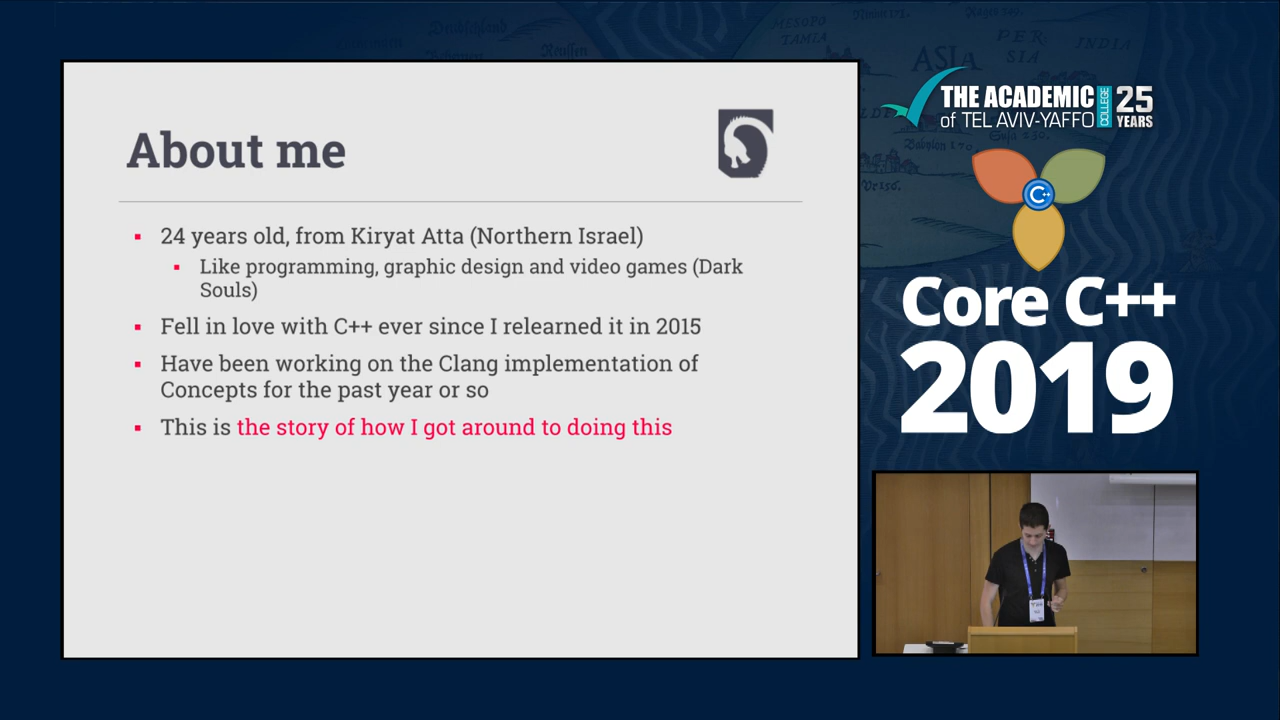 About me
24 years old, from Kiryat Atta (Northern Israel)
Like programming, graphic design and video games (Dark
Souls)
Fell in love with C++ ever since I relearned it in 2015
Have been working on the Clang implementation of
Concepts for the past year or so
This is the story of how I got around to doing this
MESOPO
TAMIA
ASIA
PER
SIA
INDIA
THE ACADEMIC
of TEL AVIV-YAFFO
COLLEGE
25
YEARS
C++
Core C++
2019